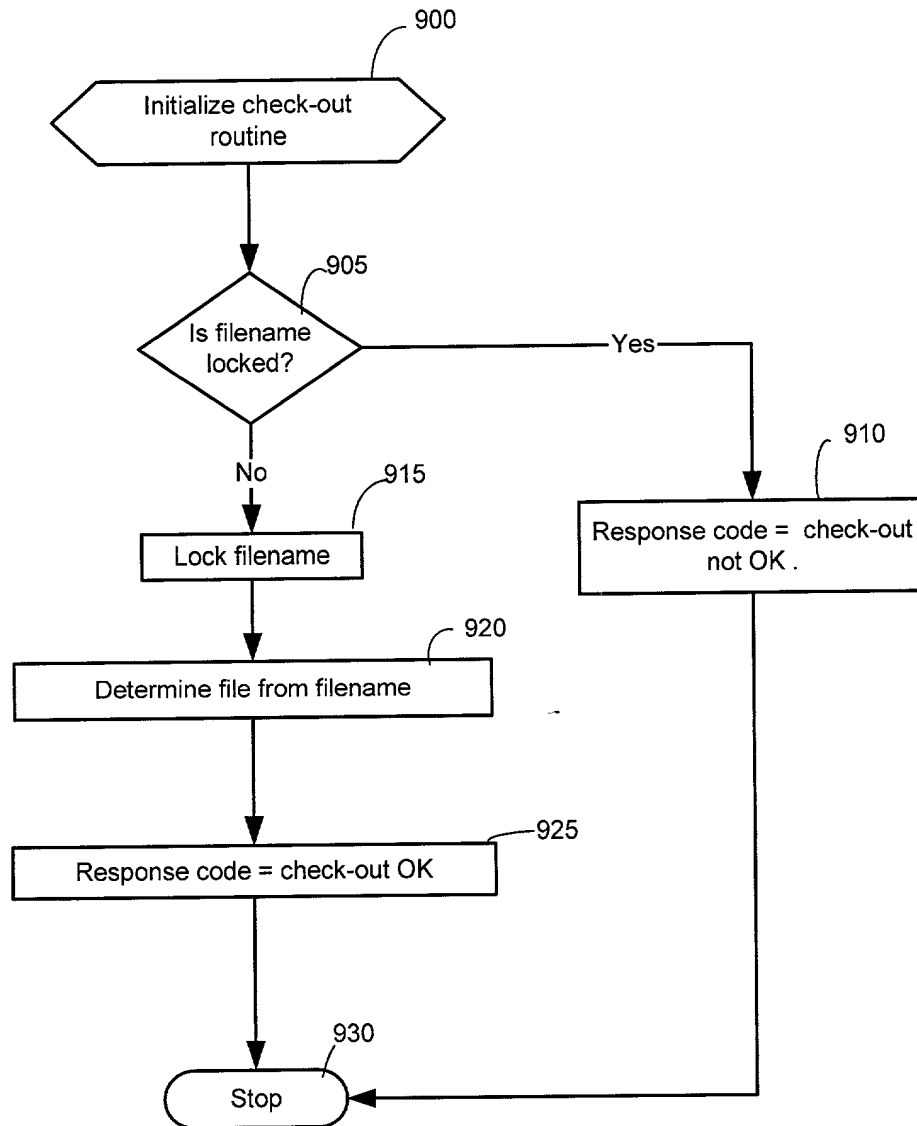 900
Initialize check-out
routine
905
Is filename
locked?
Yes
No
910
915
Response code = check-out
not OK .
Lock filename
920
Determine file from filename
925
Response code = check-out OK
930
Stop